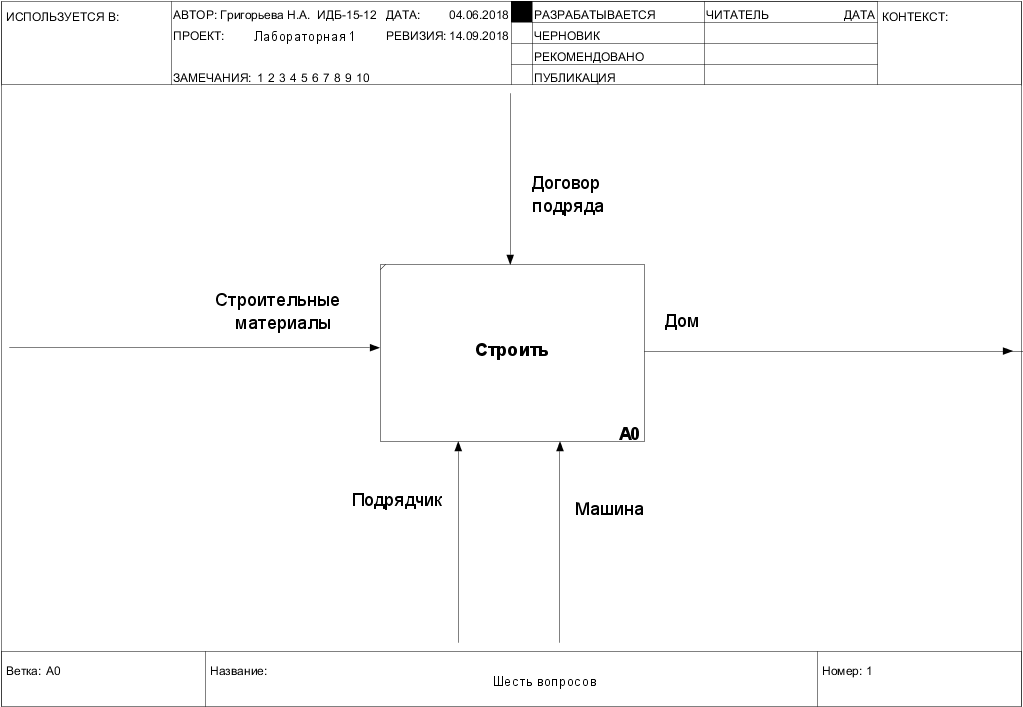 ИСПОЛЬЗУЕТСЯ В:
АВТОР: Григорьева Н.А. ИДБ-15-12 ДАТА: 04.06.2018
ПРОЕКТ: Лабораторная 1 РЕВИЗИЯ: 14.09.2018
ЗАМЕЧАНИЯ: 1 2 3 4 5 6 7 8 9 10
РАЗРАБАТЫВАЕТСЯ
ЧЕРНОВИК
РЕКОМЕНДОВАНО
ПУБЛИКАЦИЯ
ЧИТАТЕЛЬ ДАТА
КОНТЕКСТ:
Договор
подряда
Строительные
материалы
Строить
A0
Дом
Подрядчик
Машина
Ветка: A0
Название:
Шесть вопросов
Номер: 1